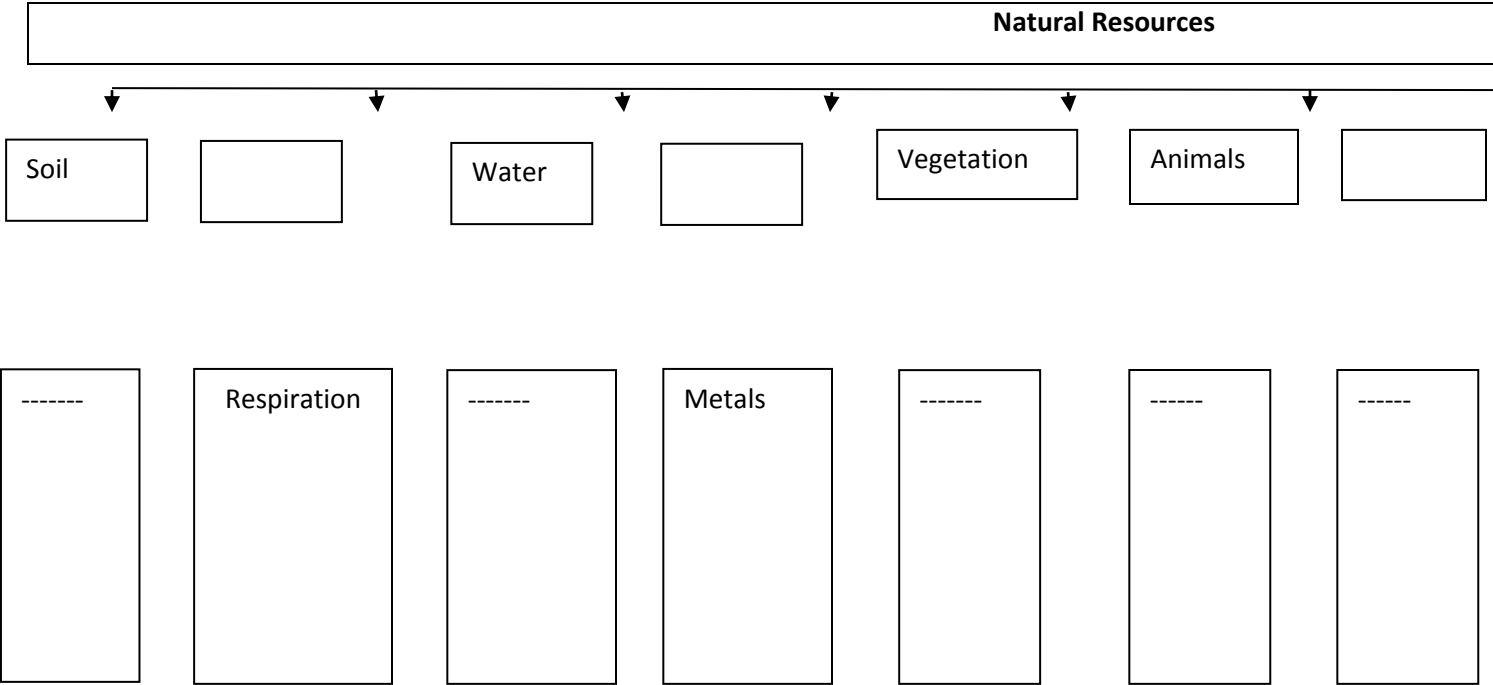 Natural Resources
Soil
Water
Vegetation
Animals
-------
Respiration
-------
Metals
-------
------
------